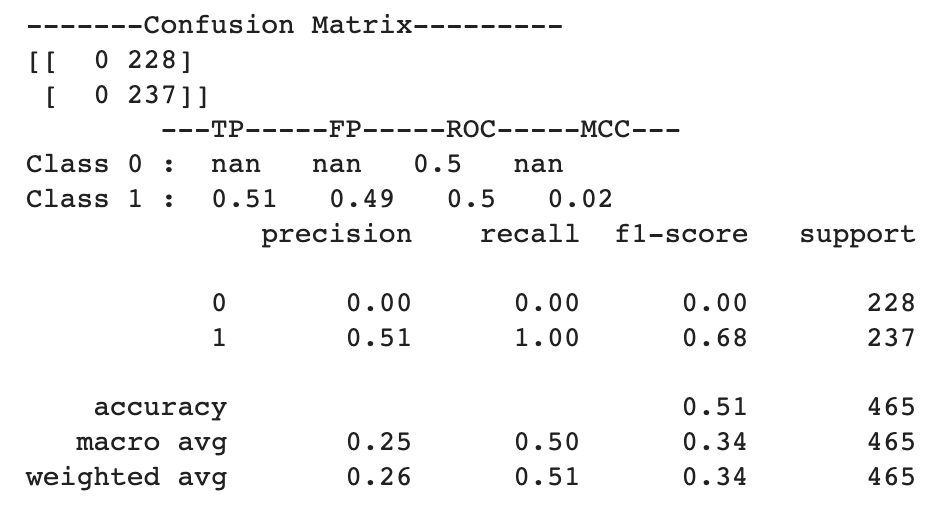 -------Confusion Matrix---------
[[  0 228]
 [  0 237]]
        ---TP-----FP-----ROC-----MCC---
Class 0 :  nan   nan   0.5   nan
Class 1 :  0.51   0.49   0.5   0.02
              precision    recall  f1-score   support

           0       0.00      0.00      0.00       228
           1       0.51      1.00      0.68       237

    accuracy                           0.51       465
   macro avg       0.25      0.50      0.34       465
weighted avg       0.26      0.51      0.34       465